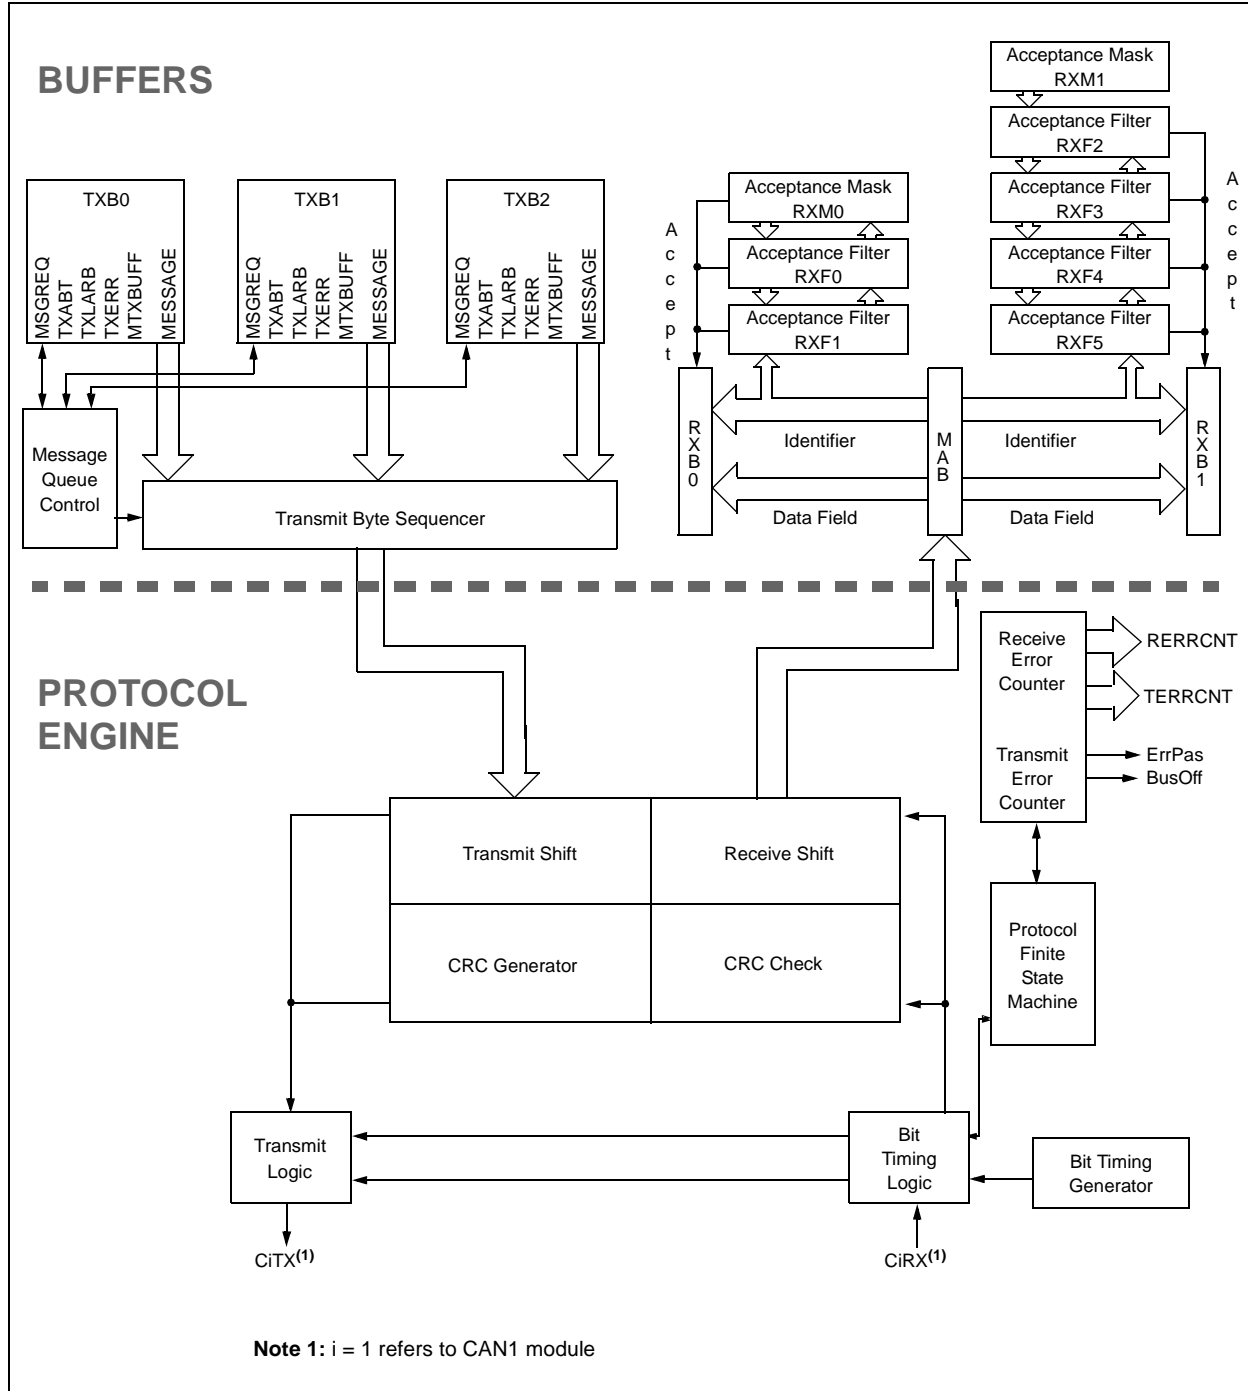 BUFFERS
Acceptance Mask
RXM1
Acceptance Filter
RXF2
Acceptance Filter
RXF3
Acceptance Filter
RXF4
Acceptance Filter
RXF5
Accept
Acceptance Mask
RXM0
Acceptance Filter
RXF0
Acceptance Filter
RXF1
Accept
TXB0
MSGREQ
TXABT
TXLARB
TXERR
MTXBUFF
MESSAGE
TXB1
MSGREQ
TXABT
TXLARB
TXERR
MTXBUFF
MESSAGE
TXB2
MSGREQ
TXABT
TXLARB
TXERR
MTXBUFF
MESSAGE
Message
Queue
Control
Transmit Byte Sequencer
RXB0
Identifier
Data Field
MAB
Identifier
Data Field
RXB1
PROTOCOL
ENGINE
Receive
Error
Counter
Transmit
Error
Counter
RERRCNT
TERRCNT
ErrPas
BusOff
Transmit Shift
Receive Shift
CRC Generator
CRC Check
Protocol
Finite
State
Machine
Transmit
Logic
Bit
Timing
Logic
Bit Timing
Generator
CiTX(1)
CiRX(1)
Note 1: i = 1 refers to CAN1 module